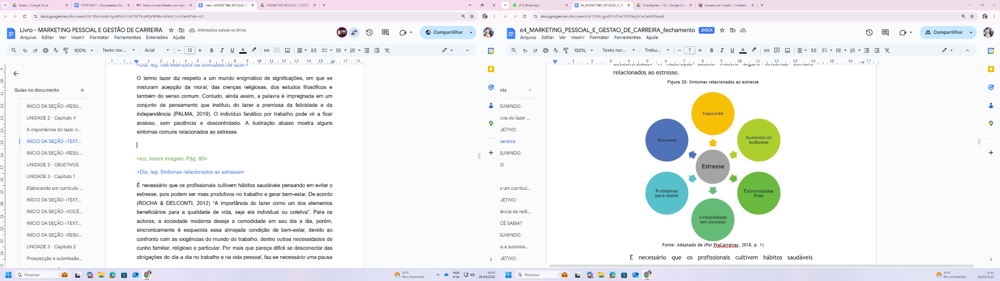 Textos - Google Drive
TEXTO MST - Documentos Goo
Pasta compartilhada com você
Livro - MARKETING PESSOAL E
MARKETING PESSOAL E GESTÃ
docs.google.com/document/d/
Livro - MARKETING PESSOAL E GESTÃO DE CARREIRA
Alterações salvas no Drive
Arquivo Editar Ver Inserir Formatar Ferramentas Extensões Ajuda
Compartilhar
100% Texto nor... Arial 12
Guias no documento
INÍCIO DA SEÇÃO <RESU...
UNIDADE 2 - Capítulo 4
A importância do lazer n...
INÍCIO DA SEÇÃO <TEXT...
INÍCIO DA SEÇÃO <RESU...
UNIDADE 3 - OBJETIVOS
UNIDADE 3 - Capítulo 1
Elaborando um currículo ...
INÍCIO DA SEÇÃO <TEXT...
INÍCIO DA SEÇÃO <VOCÊ...
INÍCIO DA SEÇÃO <TEXT...
INÍCIO DA SEÇÃO <RESU...
UNIDADE 3 - Capítulo 2
Prospecção e submissão...
<Dia, leg: três exemplos de atividades de lazer>
O termo lazer diz respeito a um mundo enigmático de significações, em que se
misturam acepção da moral, das crenças religiosas, dos estudos filosóficos e
também do senso comum. Contudo, ainda assim, a palavra é impregnada em um
conjunto de pensamento que instituiu do lazer a premissa da felicidade e da
independência (PALMA, 2019). O indivíduo fanático por trabalho pode vir a ficar
ansioso, sem paciência e descontrolado. A ilustração abaixo mostra alguns
sintomas comuns relacionados ao estresse.
<ico, inserir imagem. Pág. 80>
<Dia, leg: Sintomas relacionados ao estresse>
É necessário que os profissionais cultivem hábitos saudáveis pensando em evitar o
estresse, pois podem ser mais produtivos no trabalho e gerar bem-estar. De acordo
(ROCHA & DELCONTI, 2012) “A importância do lazer como um dos elementos
beneficiários para a qualidade de vida, seja ela individual ou coletiva”. Para os
autores, a sociedade moderna deseja a comodidade em seu dia a dia, porém,
sincronicamente é esquecida essa almejada condição de bem-estar, devido ao
confronto com as exigências do mundo do trabalho, dentre outras necessidades de
cunho familiar, religioso e particular. Por mais que pareça difícil se desconectar das
obrigações do dia a dia no trabalho e na vida pessoal, faz-se necessário uma pausa
Pesquisar
27°C
Parc ensolarado
POR
PTB2
15:10
28/03/2025
(44) WhatsApp
64_MARKETING_PESSOAL_E_GE
Orientações - FIC - Google Driv
Governo do Estado - Controle
docs.google.com/document/d/
64_MARKETING_PESSOAL_E_GESTAO_DE_CARREIRA_fechamento .DOCX
Arquivo Editar Ver Inserir Formatar Ferramentas Ajuda
Compartilhar
150% Texto nor... Trebu... 7
nto
SUMINDO:
ncia do lazer ...
JETIVO:
carreira
SUMINDO:
O
o um currícul...
JETIVO:
ância de redi...
CÊ SABIA?
SUMINDO:
o e submiss...
JETIVO:
descontrolado. A ilustração abaixo mostra alguns sintomas comuns
relacionados ao estresse.
Figura 20: Sintomas relacionados ao estresse
Taquicardia
Boca seca
Aumento de
sudorese
Estresse
Problemas
para domir
Extremidades
frias
Irritabilidade
em excesso
Fonte: Adaptado de (Por PraCarreiras, 2018, p. 1)
É necessário que os profissionais cultivem hábitos saudáveis
Pesquisar
27°C
Parc ensolarado
15:10
28/03/2025